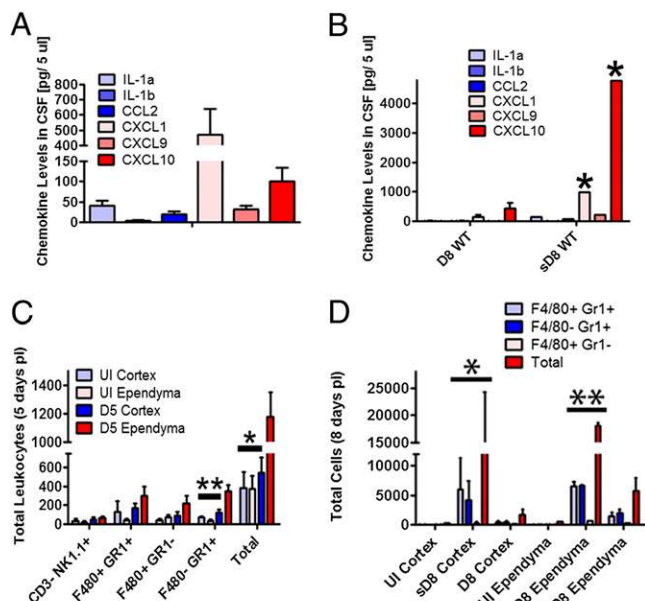 A
Chemokine Levels in CSF [pg/ 5 ul]
800
700
600
500
400
300
150
100
50
0
IL-1a
IL-1b
CCL2
CXCL1
CXCL9
CXCL10
B
Chemokine Levels in CSF [pg/ 5 ul]
4000
3000
2000
1000
0
IL-1a
IL-1b
CCL2
CXCL1
CXCL9
CXCL10
*
*
D8 WT
sD8 WT
C
Total Leukocytes (5 days pI)
1400
1200
1000
600
400
200
0
UI Cortex
UI Ependyma
D5 Cortex
D5 Ependyma
**
*
CD3- NK1.1+
F480+ GR1+
F480+ GR1-
F480- GR1+
Total
D
Total Cells (8 days pI)
25000
20000
15000
10000
5000
0
F4/80+ Gr1+
F4/80- Gr1+
F4/80+ Gr1-
Total
*
**
UI Cortex
sD8 Cortex
D8 Cortex
UI Ependyma
D8 Ependyma
D8 Ependyma